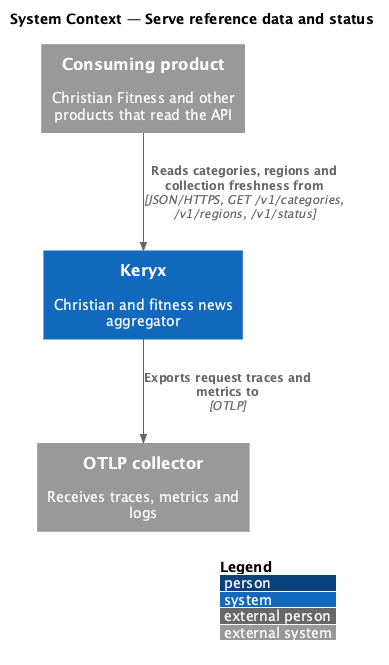 System Context — Serve reference data and status
Consuming product
Christian Fitness and other
products that read the API
Reads categories, regions and
collection freshness from
[JSON/HTTPS, GET /v1/categories,
/v1/regions, /v1/status]
Keryx
Christian and fitness news
aggregator
Exports request traces and
metrics to
[OTLP]
OTLP collector
Receives traces, metrics and
logs
Legend
person
system
external person
external system